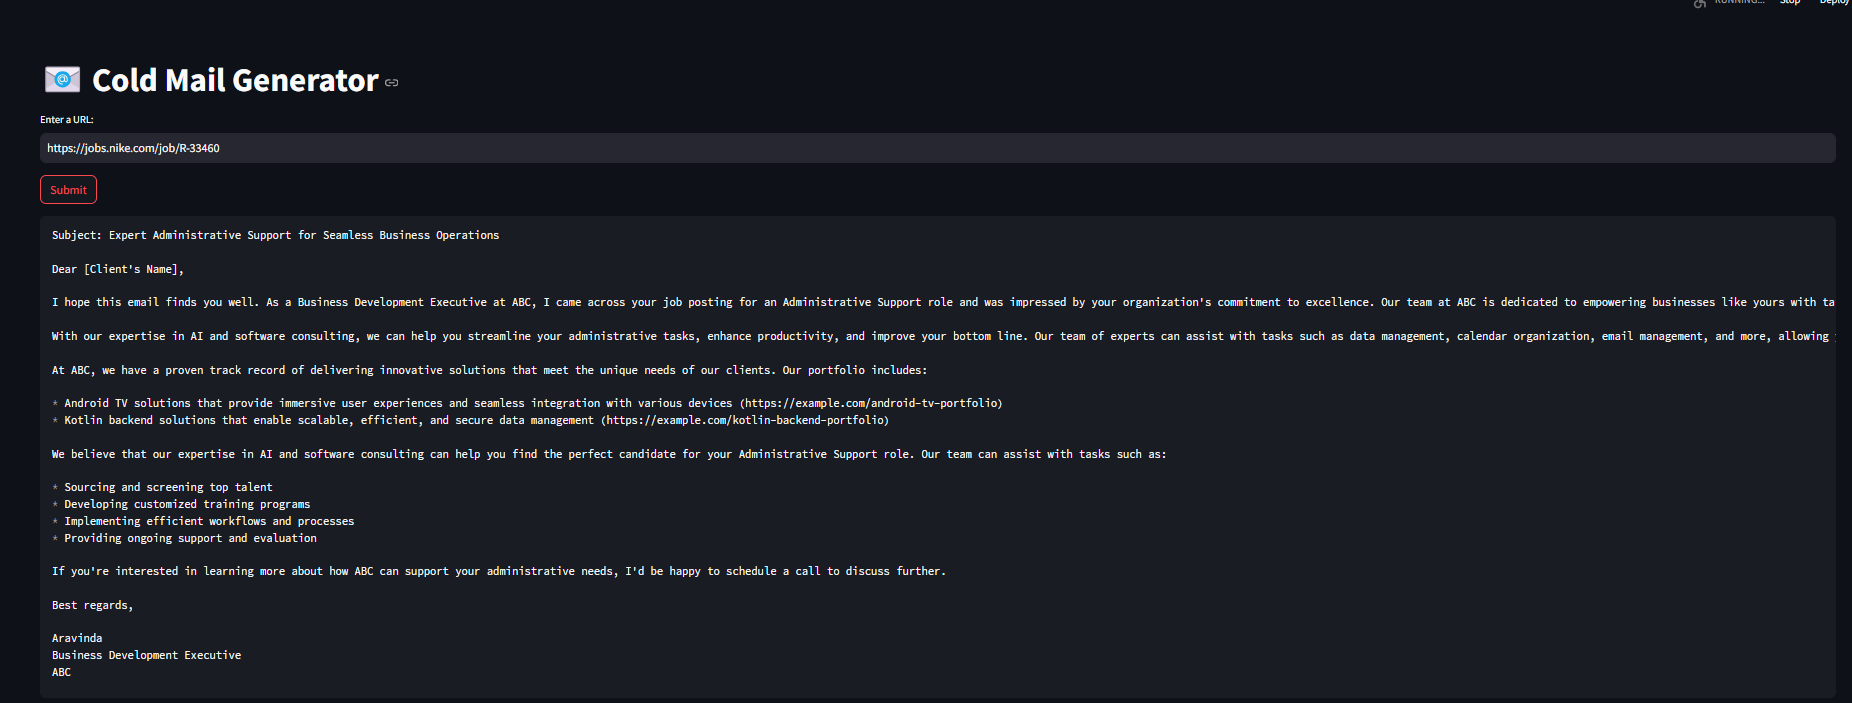 RUNNING... Stop Deploy
Cold Mail Generator
Enter a URL:
https://jobs.nike.com/job/R-33460
Submit
Subject: Expert Administrative Support for Seamless Business Operations
Dear [Client's Name],
I hope this email finds you well. As a Business Development Executive at ABC, I came across your job posting for an Administrative Support role and was impressed by your organization's commitment to excellence. Our team at ABC is dedicated to empowering businesses like yours with ta
With our expertise in AI and software consulting, we can help you streamline your administrative tasks, enhance productivity, and improve your bottom line. Our team of experts can assist with tasks such as data management, calendar organization, email management, and more, allowing
At ABC, we have a proven track record of delivering innovative solutions that meet the unique needs of our clients. Our portfolio includes:
* Android TV solutions that provide immersive user experiences and seamless integration with various devices (https://example.com/android-tv-portfolio)
* Kotlin backend solutions that enable scalable, efficient, and secure data management (https://example.com/kotlin-backend-portfolio)
We believe that our expertise in AI and software consulting can help you find the perfect candidate for your Administrative Support role. Our team can assist with tasks such as:
* Sourcing and screening top talent
* Developing customized training programs
* Implementing efficient workflows and processes
* Providing ongoing support and evaluation
If you're interested in learning more about how ABC can support your administrative needs, I'd be happy to schedule a call to discuss further.
Best regards,
Aravinda
Business Development Executive
ABC